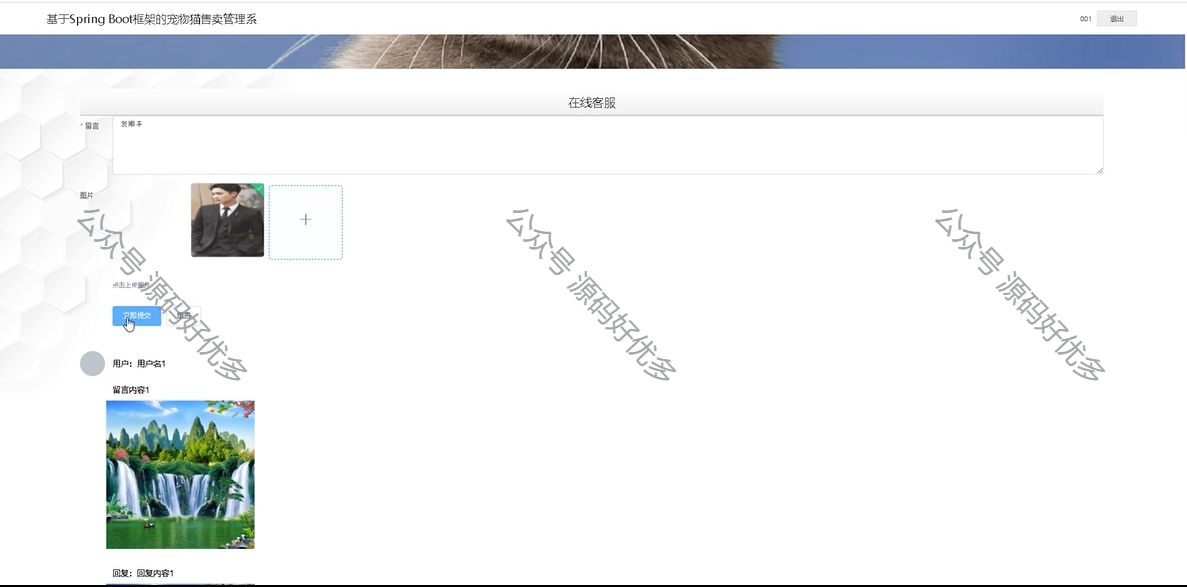 基于Spring Boot框架的宠物猫售卖管理系
001
退出
在线客服
* 留言
图片
点击上传图片
立即提交
重置
用户：用户名1
留言内容1
回复：回复内容1
公众号 源码好优多
公众号 源码好优多
公众号 源码好优多